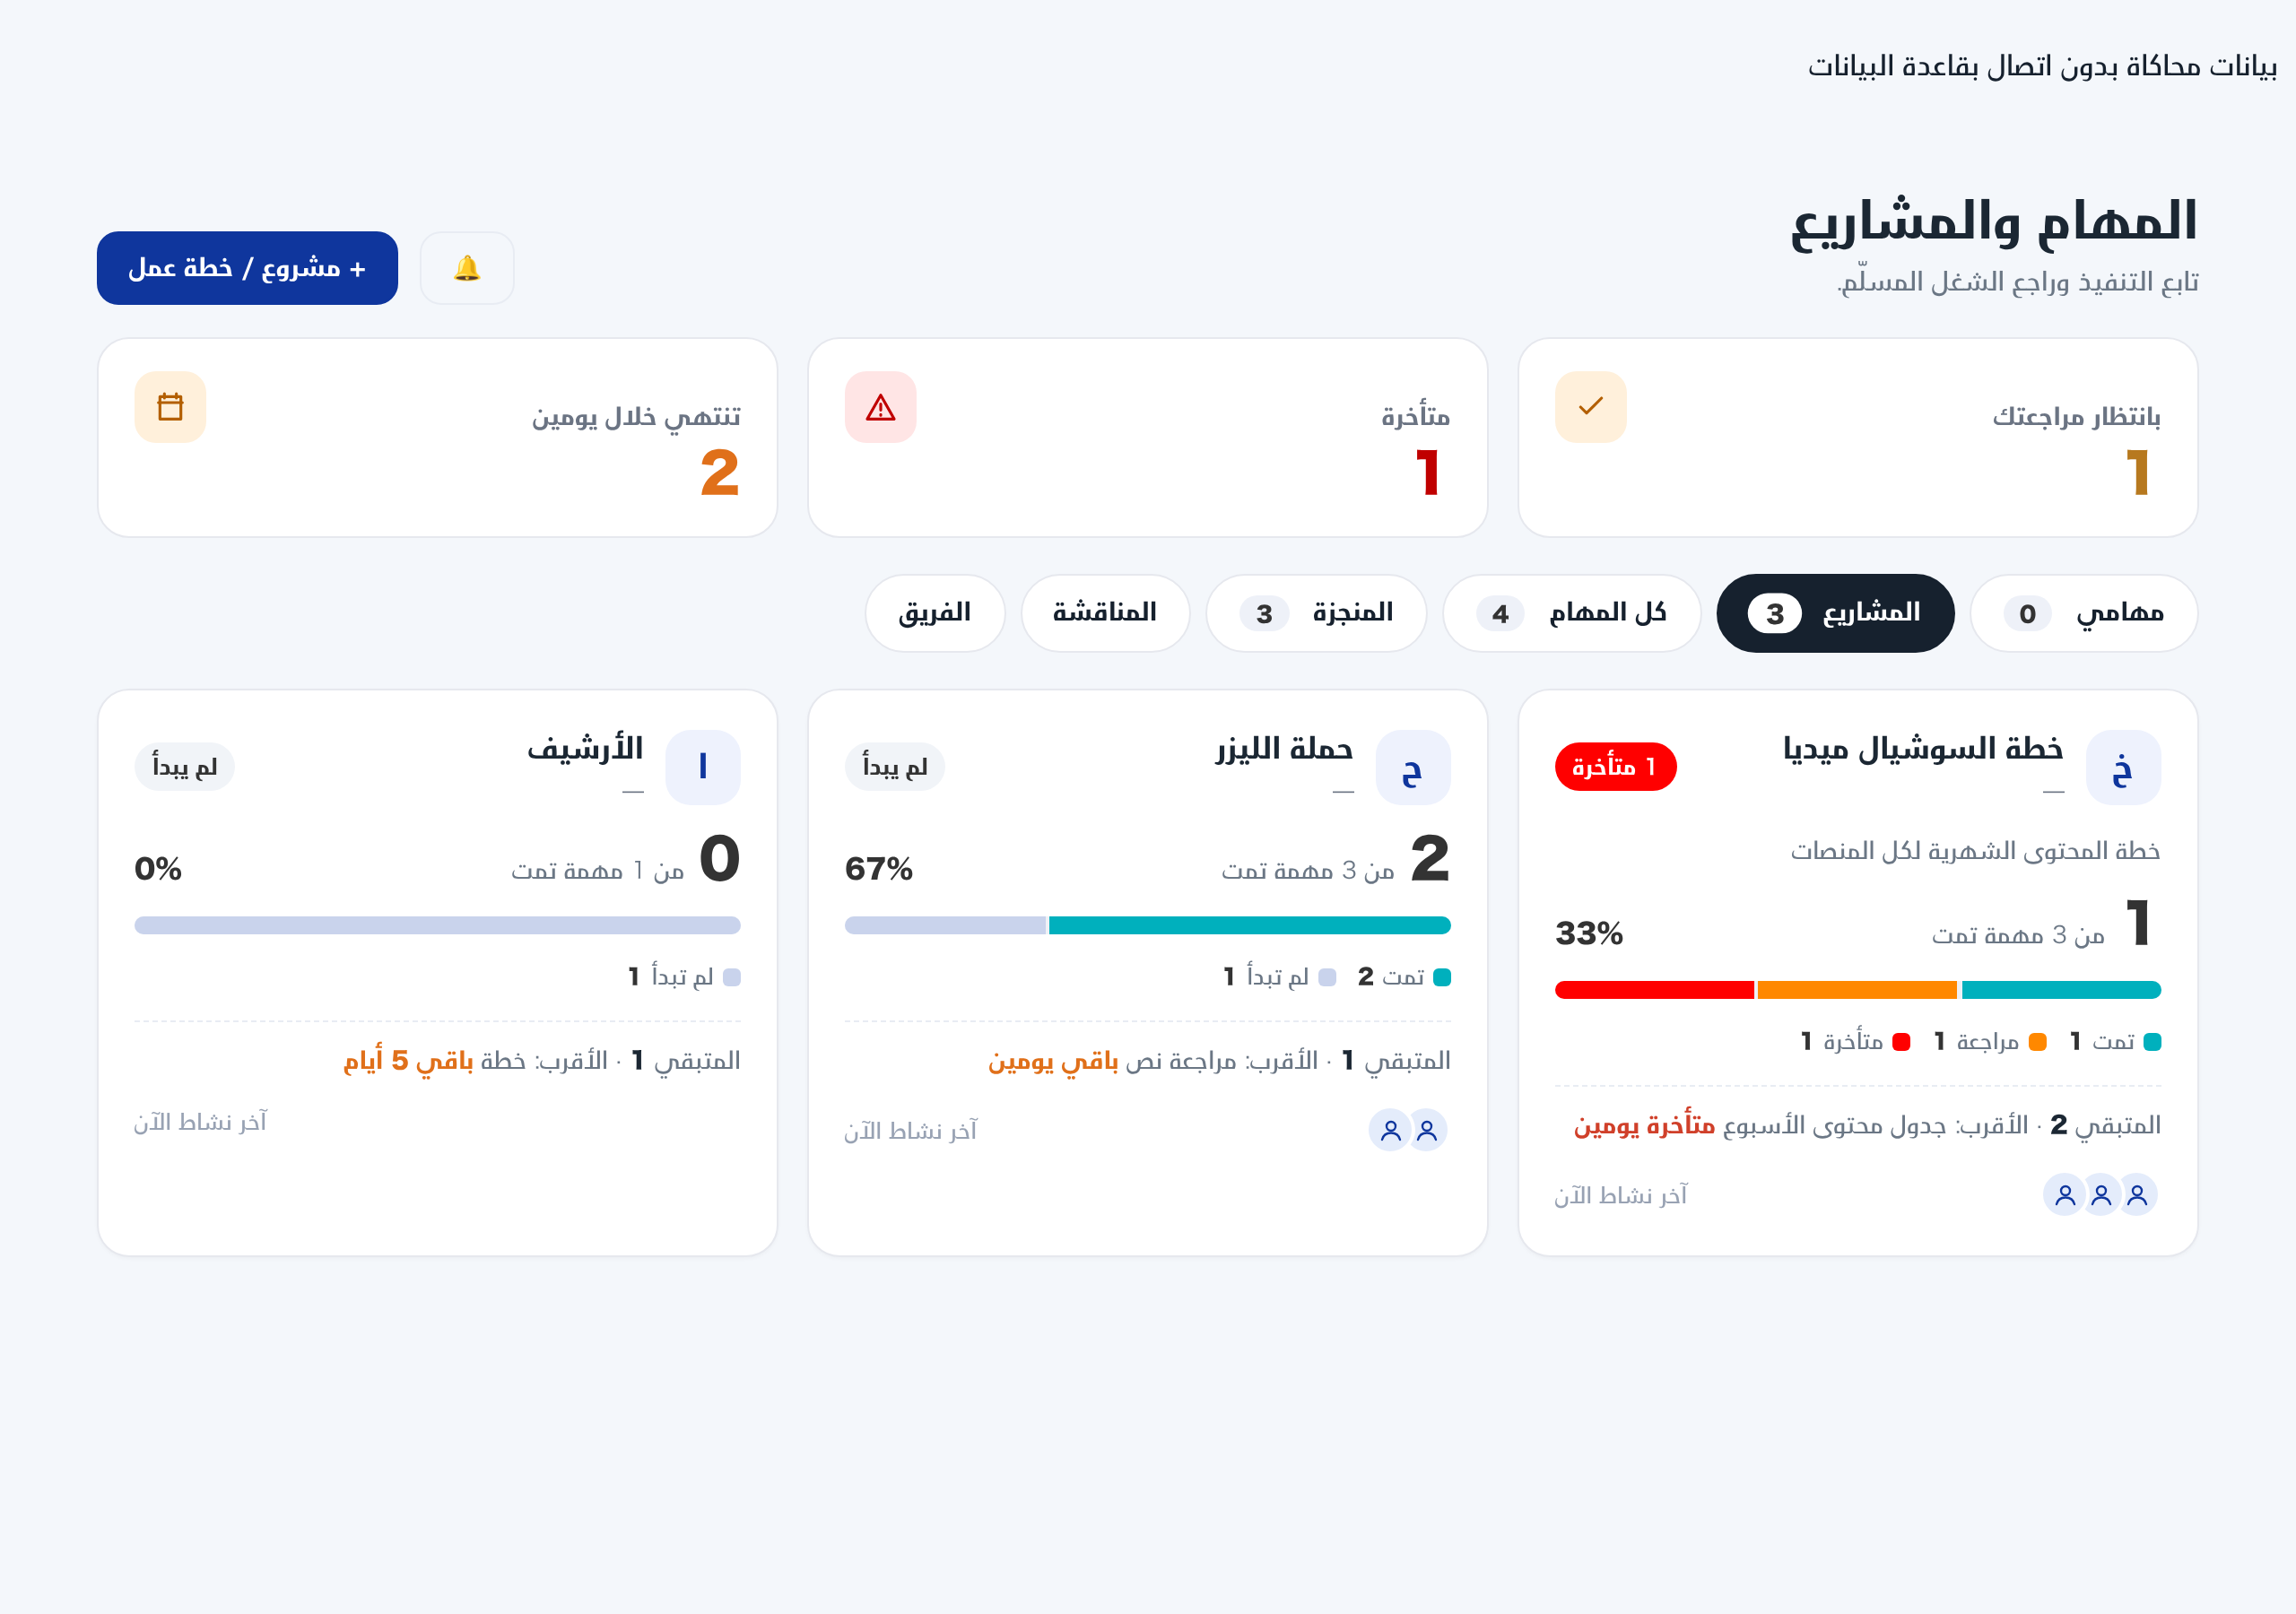 بيانات محاكاة بدون اتصال بقاعدة البيانات
المهام والمشاريع
تابع التنفيذ وراجع الشغل المسلّم.
+ مشروع / خطة عمل
بانتظار مراجعتك
1
متأخرة
1
تنتهي خلال يومين
2
مهامي 0
المشاريع 3
كل المهام 4
المنجزة 3
المناقشة
الفريق
خ
خطة السوشيال ميديا
—
1 متأخرة
خطة المحتوى الشهرية لكل المنصات
1 من 3 مهمة تمت
33%
تمت 1 مراجعة 1 متأخرة 1
المتبقي 2 · الأقرب: جدول محتوى الأسبوع متأخرة يومين
آخر نشاط الآن
ح
حملة الليزر
—
لم يبدأ
2 من 3 مهمة تمت
67%
تمت 2 لم تبدأ 1
المتبقي 1 · الأقرب: مراجعة نص باقي يومين
آخر نشاط الآن
ا
الأرشيف
—
لم يبدأ
0 من 1 مهمة تمت
0%
لم تبدأ 1
المتبقي 1 · الأقرب: خطة باقي 5 أيام
آخر نشاط الآن